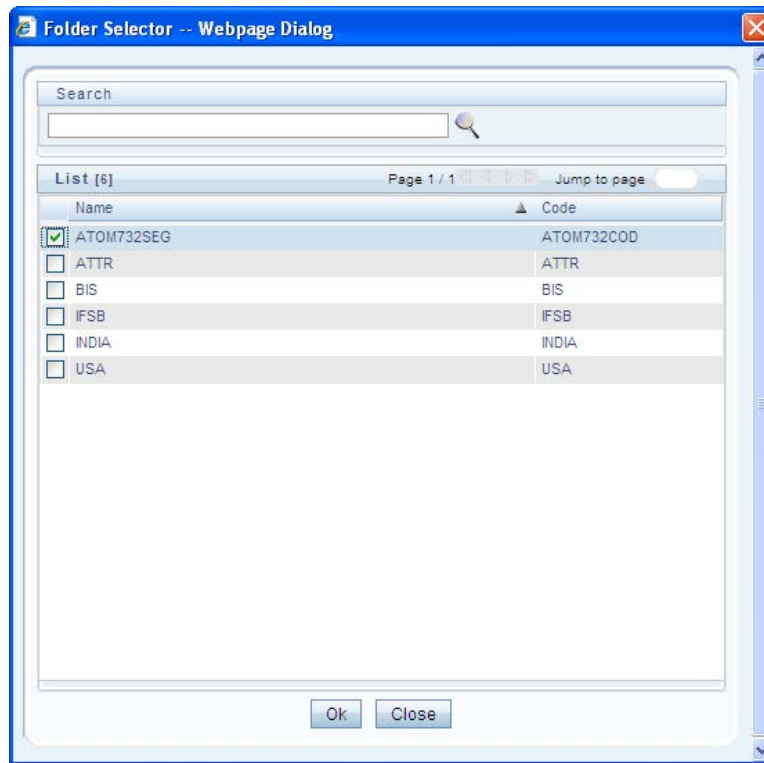 Folder Selector -- Webpage Dialog
Search
List [6] Page 1 / 1 Jump to page
Name Code
ATOM732SEG ATOM732COD
ATTR ATTR
BIS BIS
IFSB IFSB
INDIA INDIA
USA USA
Ok Close